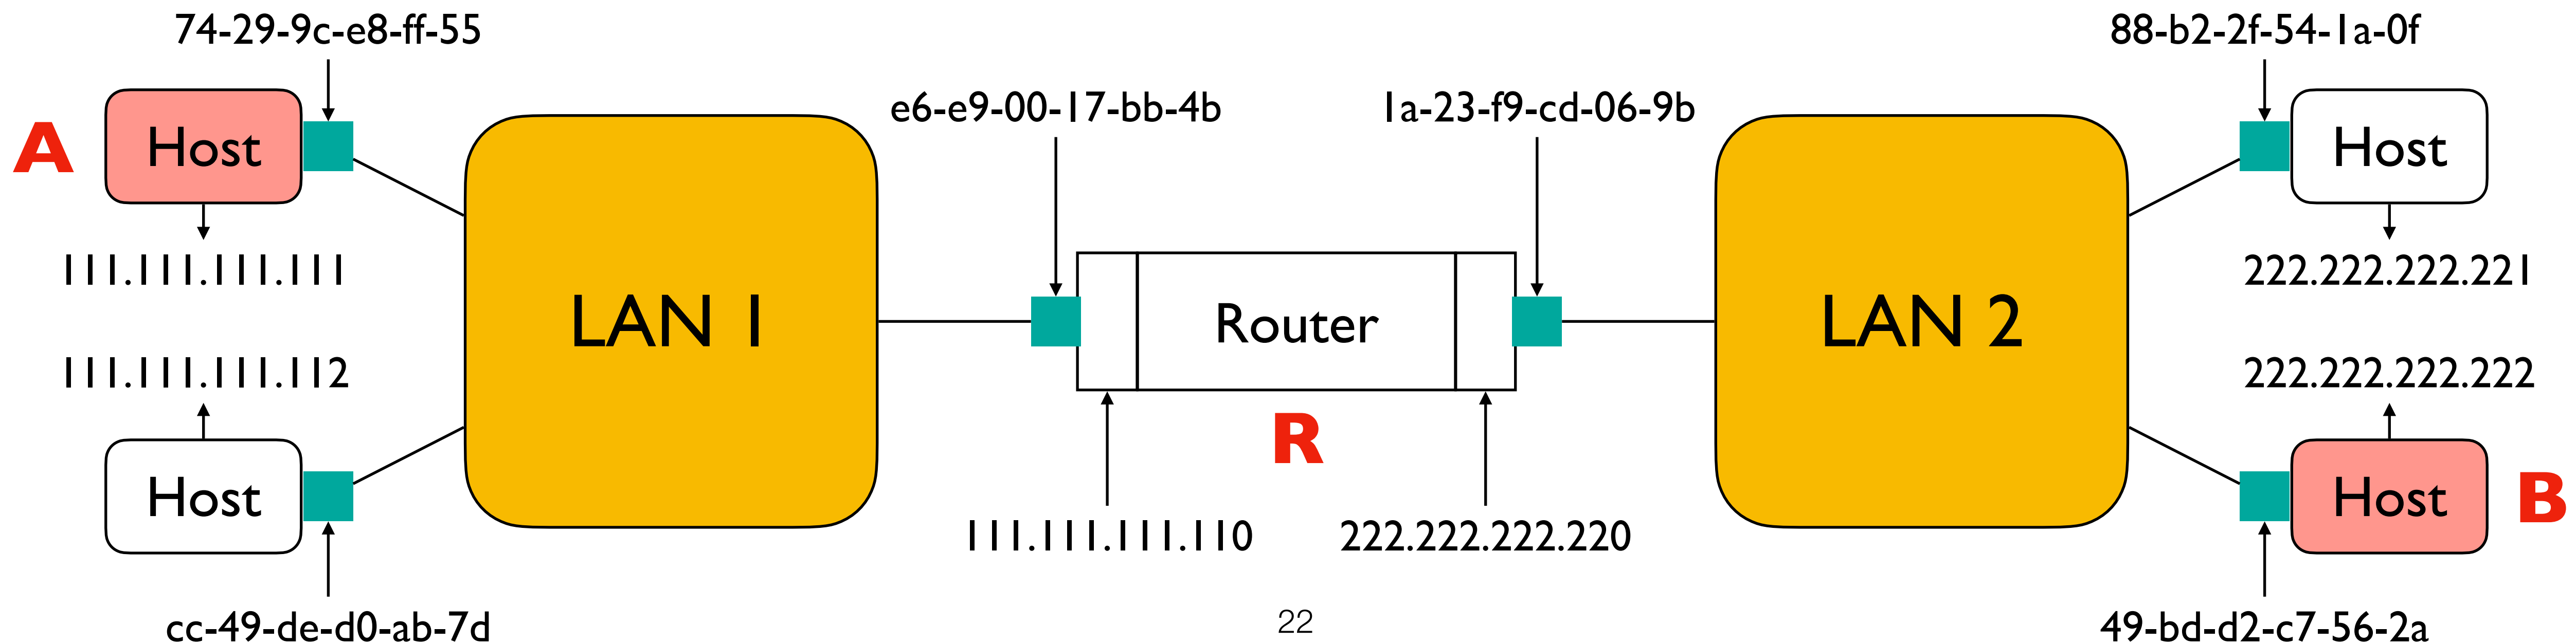 74-29-9c-e8-ff-55
88-b2-2f-54-1a-0f
e6-e9-00-17-bb-4b
1a-23-f9-cd-06-9b
A
Host
Host
111.111.111.111
222.222.222.221
LAN 1
Router
LAN 2
111.111.111.112
222.222.222.222
R
Host
Host
B
111.111.111.110
222.222.222.220
cc-49-de-d0-ab-7d
22
49-bd-d2-c7-56-2a